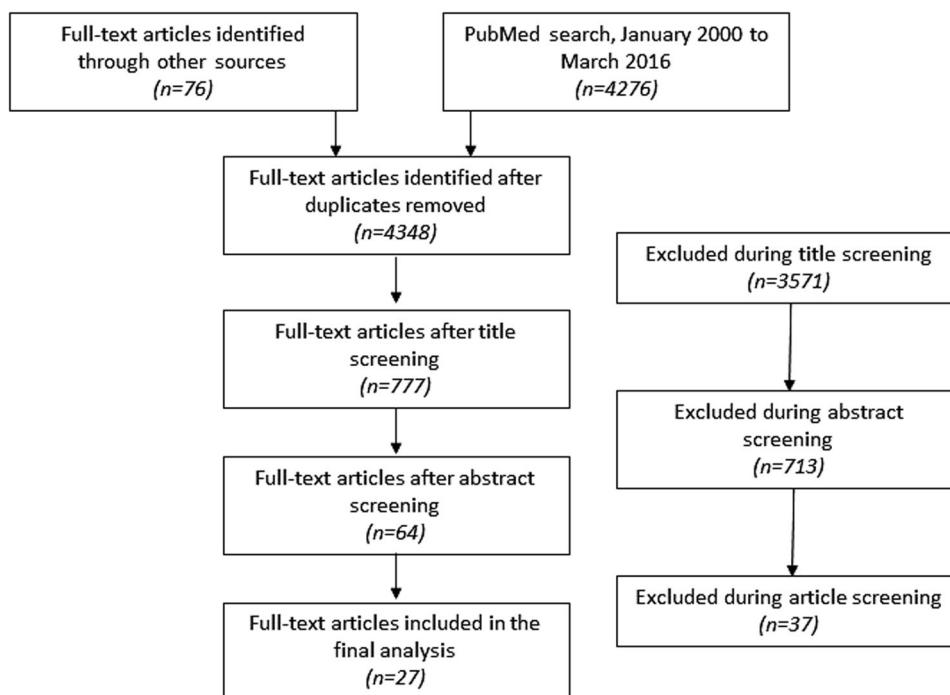 Full-text articles identified
through other sources
(n=76)
PubMed search, January 2000 to
March 2016
(n=4276)
Full-text articles identified after
duplicates removed
(n=4348)
Excluded during title screening
(n=3571)
Full-text articles after title
screening
(n=777)
Excluded during abstract
screening
(n=713)
Full-text articles after abstract
screening
(n=64)
Excluded during article screening
(n=37)
Full-text articles included in the
final analysis
(n=27)